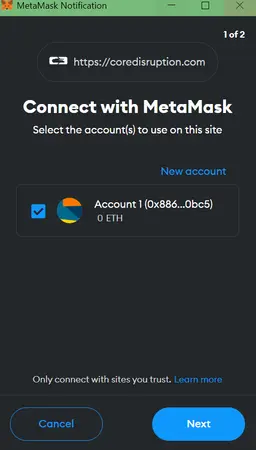 MetaMask Notification
1 of 2
https://coredisruption.com
Connect with MetaMask
Select the account(s) to use on this site
New account
Account 1 (0x886...0bc5)
0 ETH
Only connect with sites you trust. Learn more
Cancel
Next